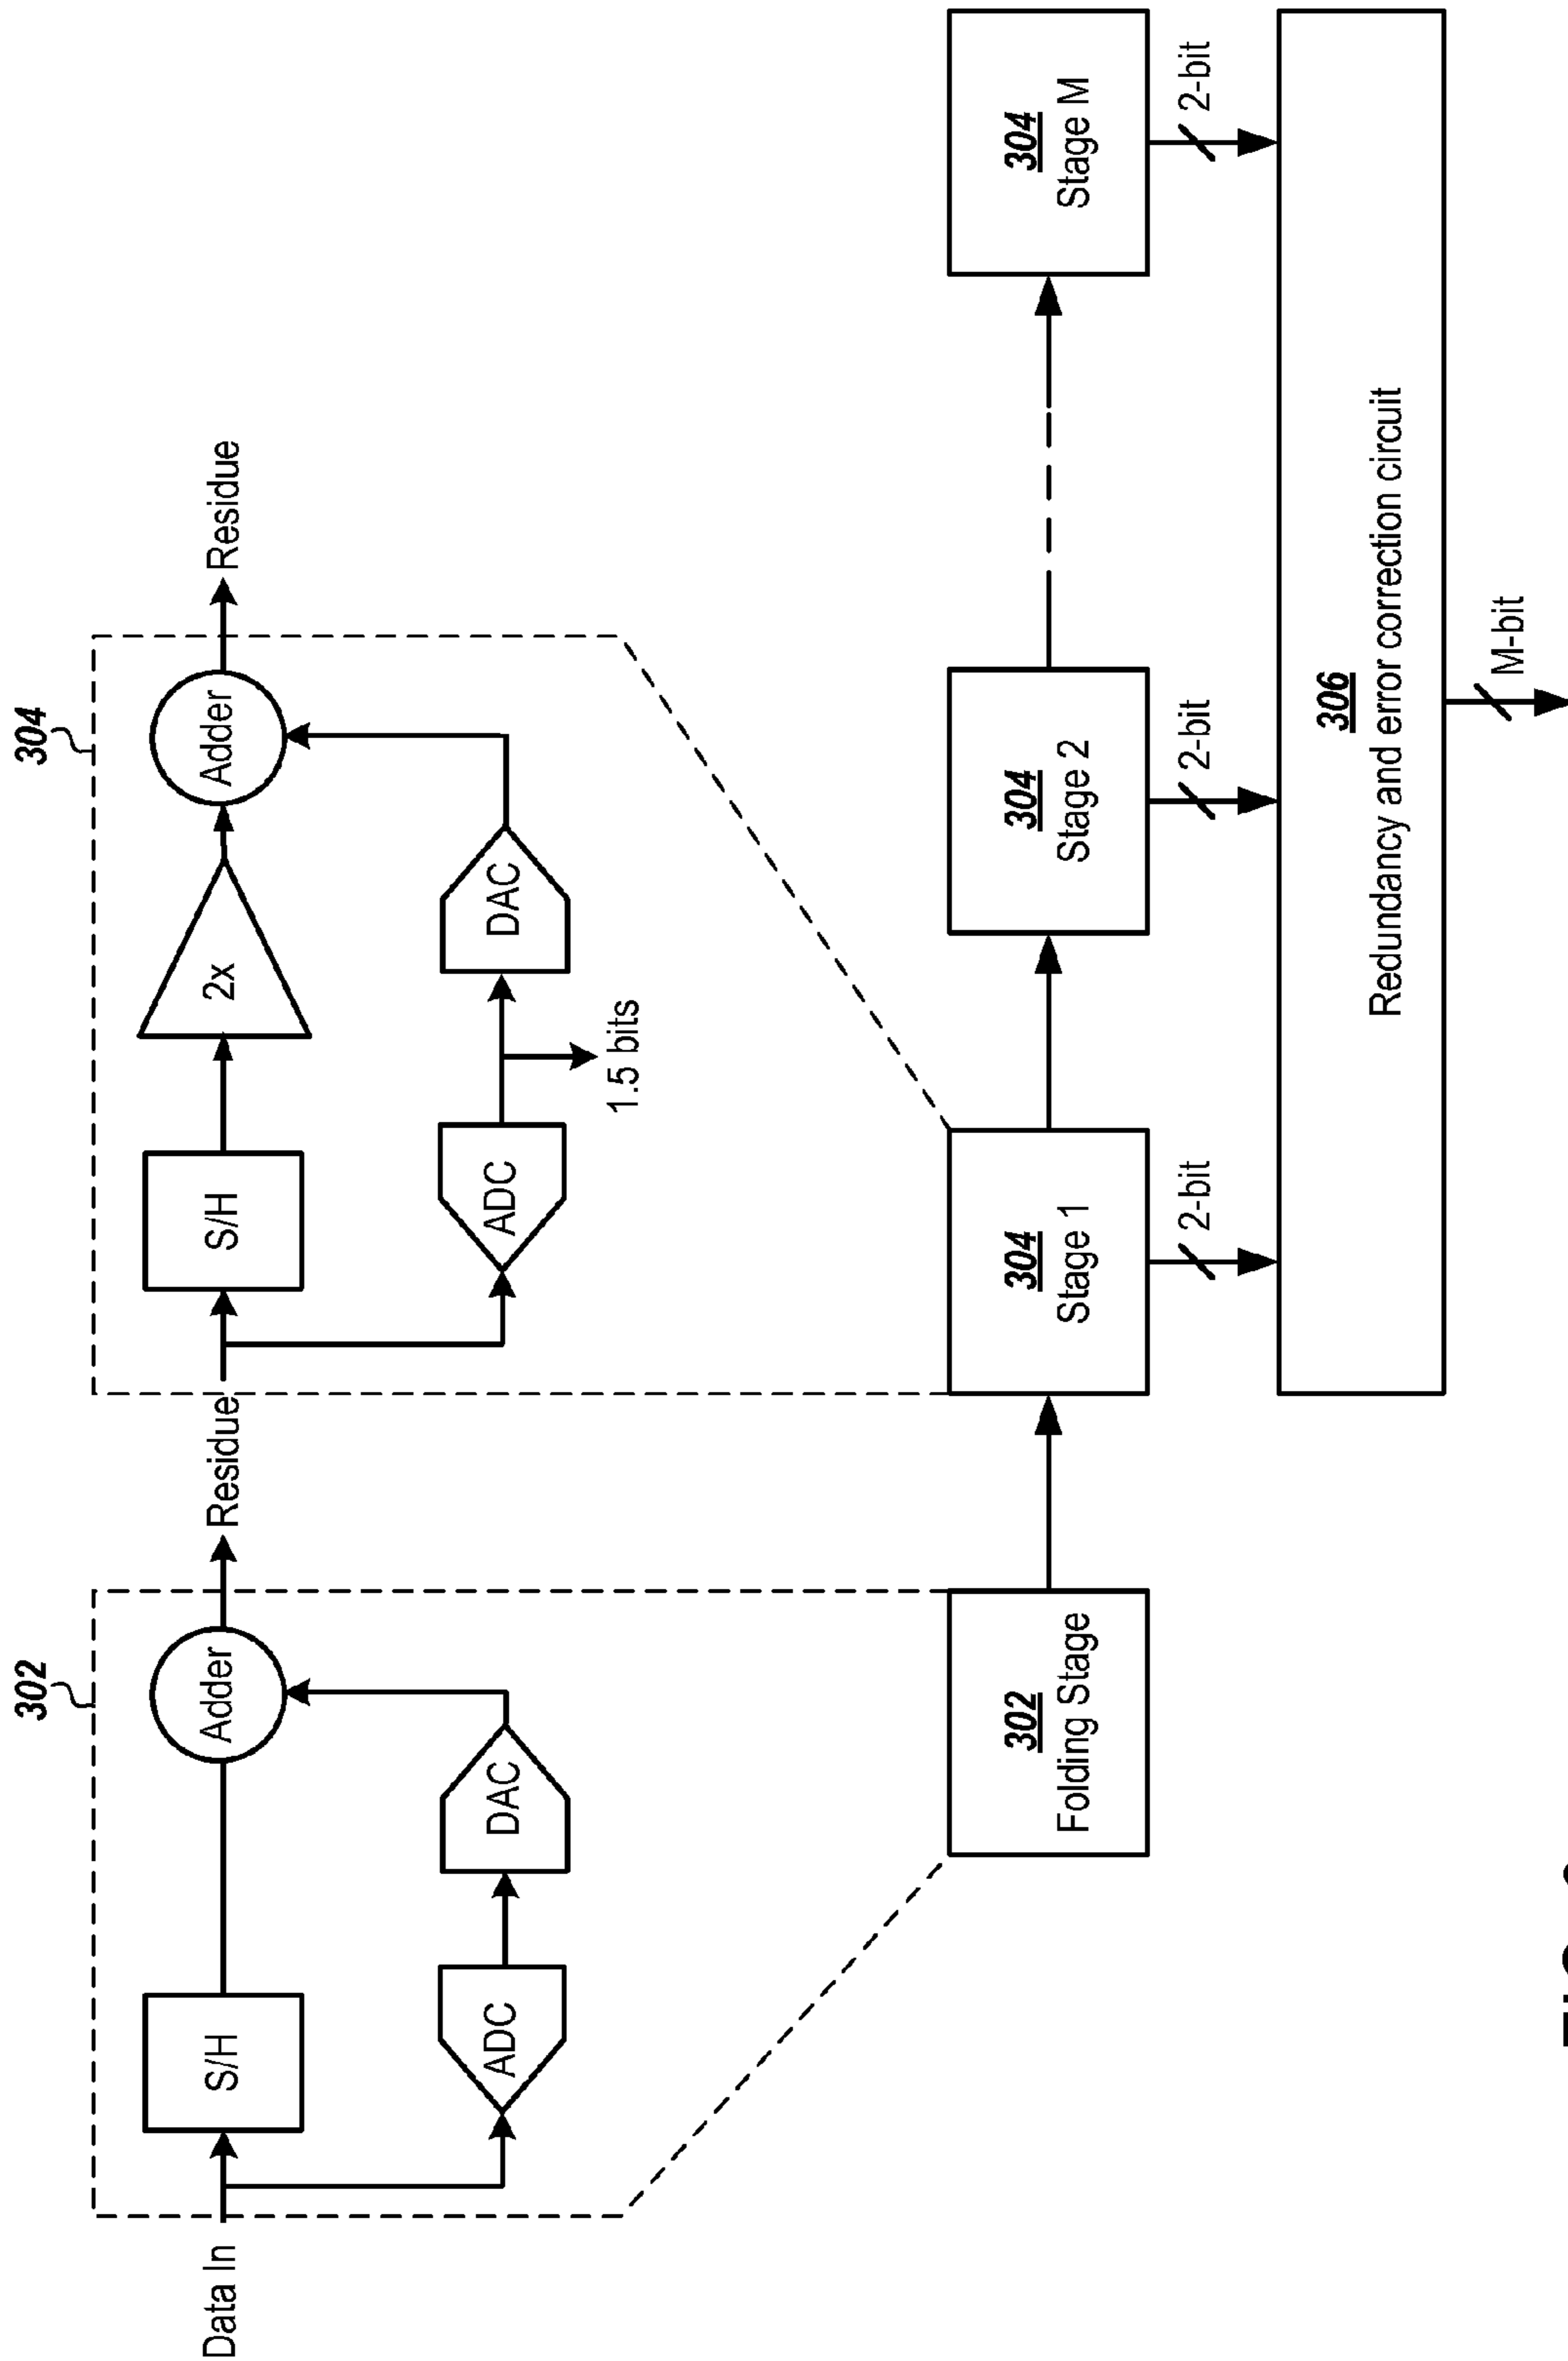 302
304
Data In
S/H
Adder
Residue
S/H
2x
Adder
Residue
ADC
DAC
ADC
DAC
1.5 bits
302
Folding Stage
304
Stage 1
304
Stage 2
304
Stage M
2-bit
2-bit
2-bit
306
Redundancy and error correction circuit
M-bit